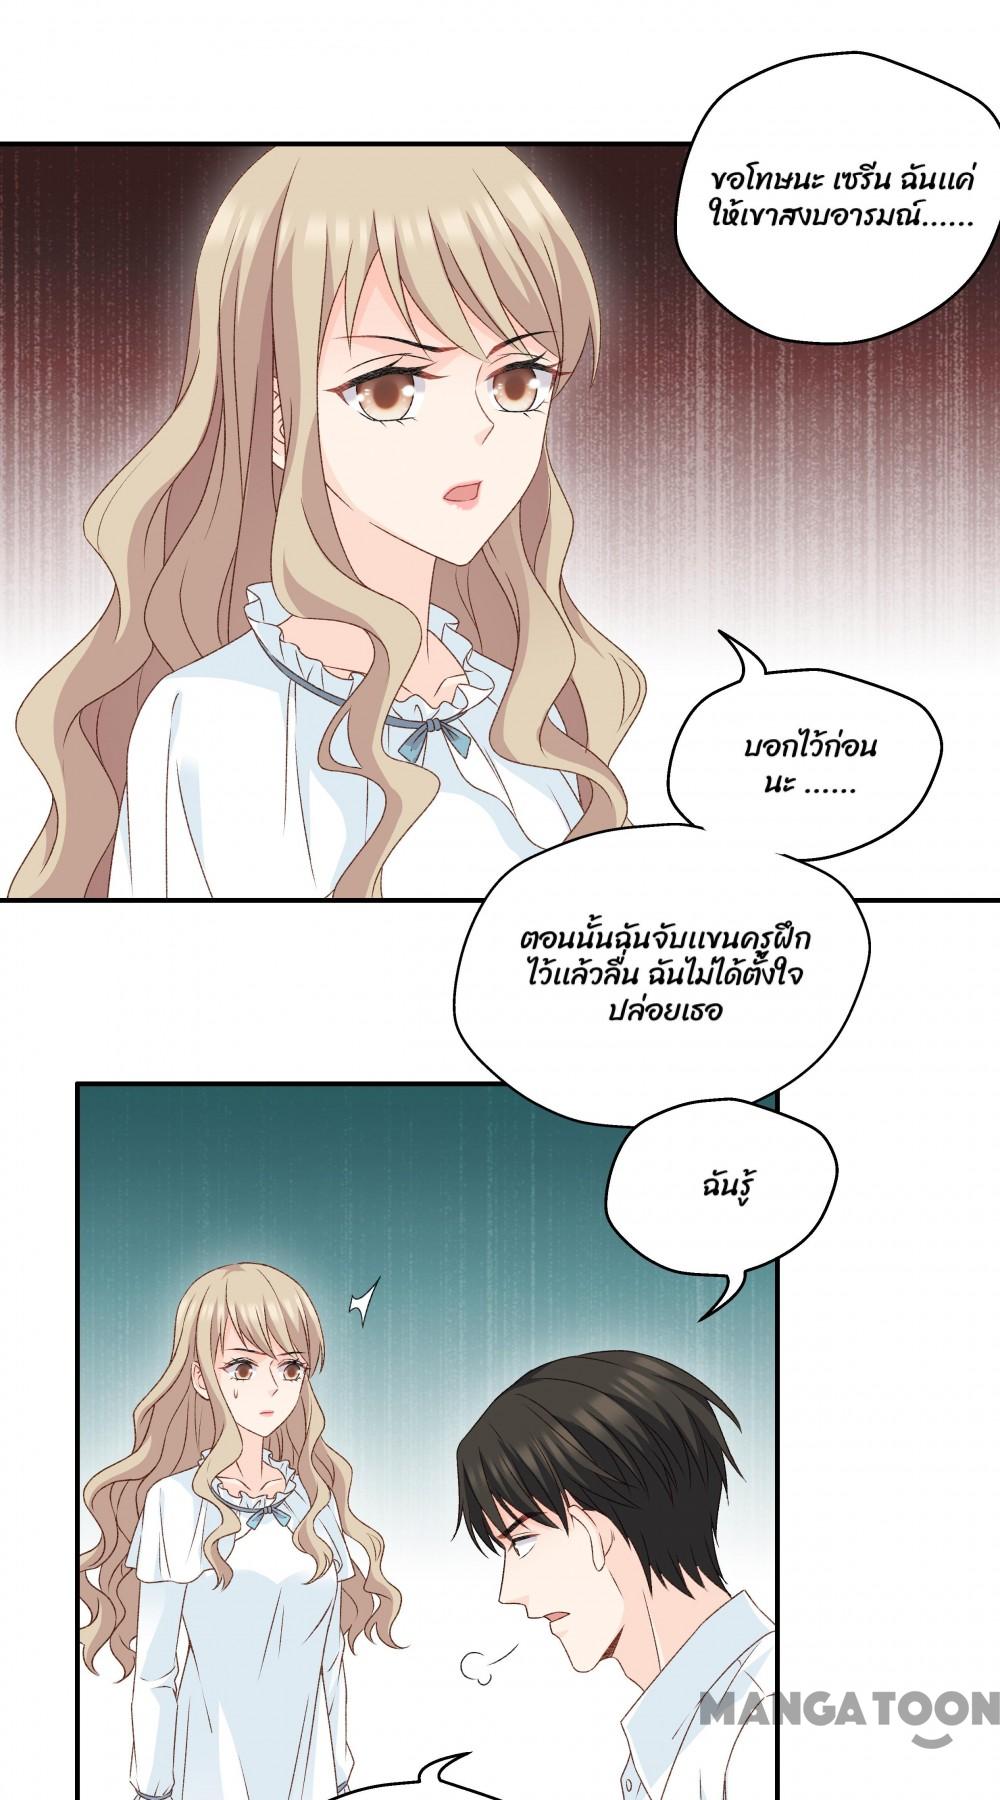 ขอโทษนะ เซรีน ฉันแค่
ให้เขาสงบอารมณ์......
บอกไว้ก่อน
นะ ......
ตอนนั้นฉันจับแขนครูฝึก
ไว้แล้วลื่น ฉันไม่ได้ตั้งใจ
ปล่อยเธอ
ฉันรู้
MANGATOON